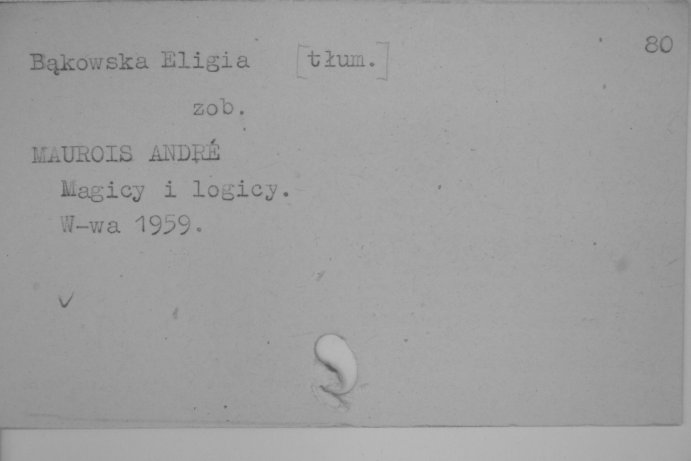 80
Bąkowska Eligia [tłum.]
zob.
MAUROIS ANDRÉ
Magicy i logicy.
W-wa 1959.